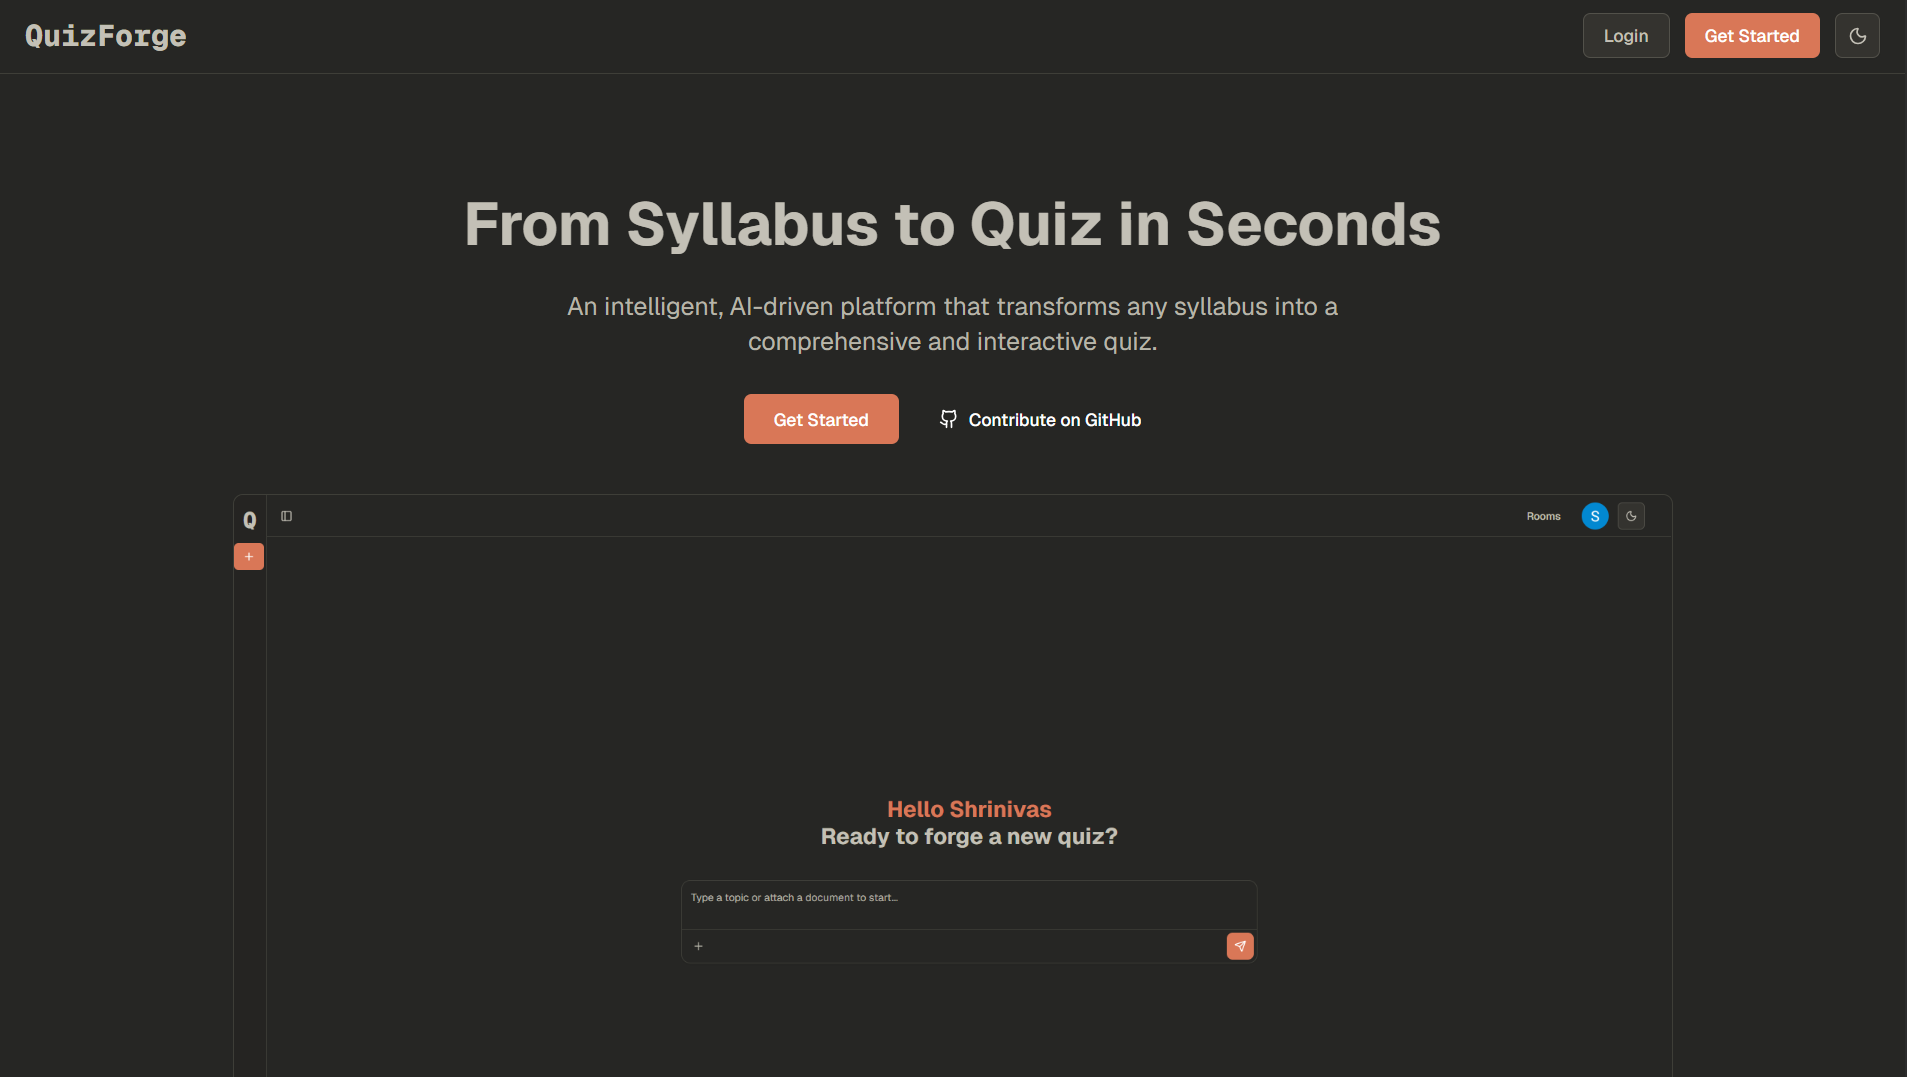 QuizForge
Login
Get Started
From Syllabus to Quiz in Seconds
An intelligent, AI-driven platform that transforms any syllabus into a
comprehensive and interactive quiz.
Get Started
Contribute on GitHub
Q
Rooms
S
+
Hello Shrinivas
Ready to forge a new quiz?
Type a topic or attach a document to start...
+